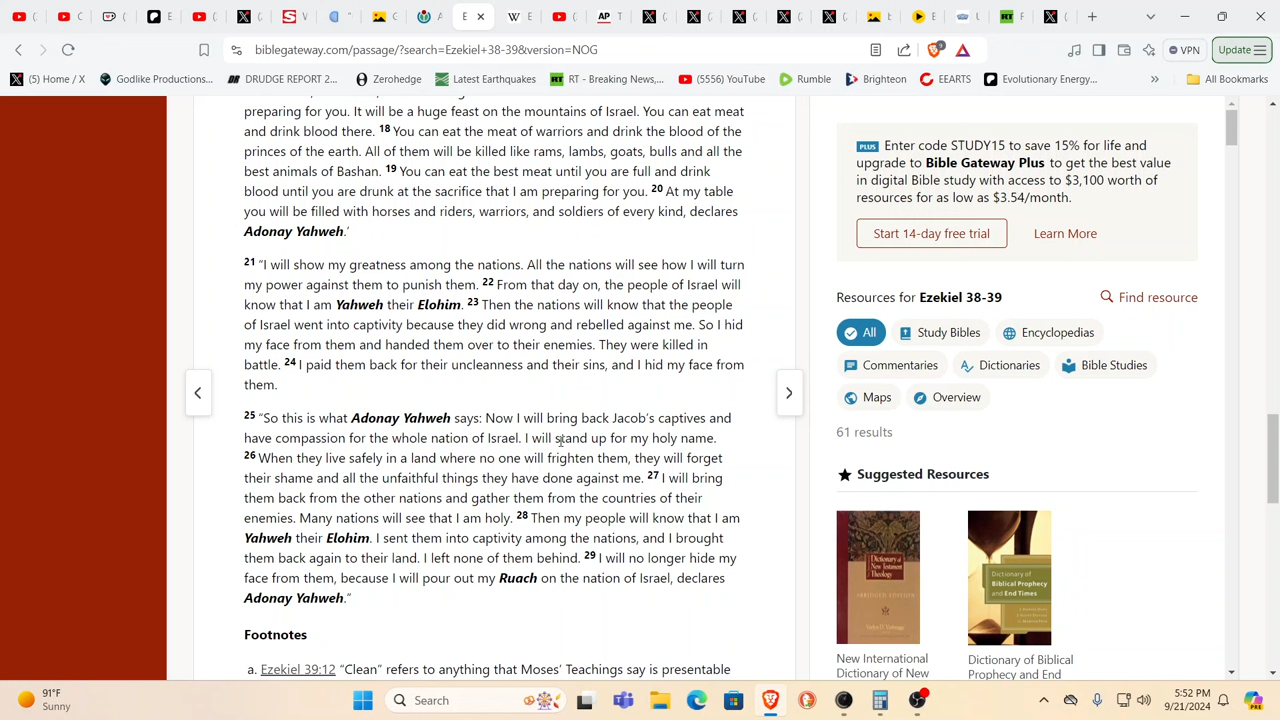 biblegateway.com/passage/?search=Ezekiel+38-39&version=NOG
VPN
Update
(5) Home / X
Godlike Productions...
DRUDGE REPORT 2...
Zerohedge
Latest Earthquakes
RT - Breaking News,...
(5556) YouTube
Rumble
Brighteon
EEARTS
Evolutionary Energy...
All Bookmarks
preparing for you. It will be a huge feast on the mountains of Israel. You can eat meat
and drink blood there. 18 You can eat the meat of warriors and drink the blood of the
princes of the earth. All of them will be killed like rams, lambs, goats, bulls and all the
best animals of Bashan. 19 You can eat the best meat until you are full and drink
blood until you are drunk at the sacrifice that I am preparing for you. 20 At my table
you will be filled with horses and riders, warriors, and soldiers of every kind, declares
Adonay Yahweh.'
21 “I will show my greatness among the nations. All the nations will see how I will turn
my power against them to punish them. 22 From that day on, the people of Israel will
know that I am Yahweh their Elohim. 23 Then the nations will know that the people
of Israel went into captivity because they did wrong and rebelled against me. So I hid
my face from them and handed them over to their enemies. They were killed in
battle. 24 I paid them back for their uncleanness and their sins, and I hid my face from
them.
25 “So this is what Adonay Yahweh says: Now I will bring back Jacob's captives and
have compassion for the whole nation of Israel. I will stand up for my holy name.
26 When they live safely in a land where no one will frighten them, they will forget
their shame and all the unfaithful things they have done against me. 27 I will bring
them back from the other nations and gather them from the countries of their
enemies. Many nations will see that I am holy. 28 Then my people will know that I am
Yahweh their Elohim. I sent them into captivity among the nations, and I brought
them back again to their land. I left none of them behind. 29 I will no longer hide my
face from them, because I will pour out my Ruach on the nation of Israel, declares
Adonay Yahweh.”
Footnotes
a. Ezekiel 39:12 “Clean” refers to anything that Moses' Teachings say is presentable
PLUS Enter code STUDY15 to save 15% for life and
upgrade to Bible Gateway Plus to get the best value
in digital Bible study with access to $3,100 worth of
resources for as low as $3.54/month.
Start 14-day free trial
Learn More
Resources for Ezekiel 38-39
Find resource
All
Study Bibles
Encyclopedias
Commentaries
Dictionaries
Bible Studies
Maps
Overview
61 results
Suggested Resources
Dictionary of
New Testament
Theology
Dictionary of
Biblical Prophecy
and End Times
New International
Dictionary of New
Dictionary of Biblical
Prophecy and End
91°F
Sunny
Search
5:52 PM
9/21/2024